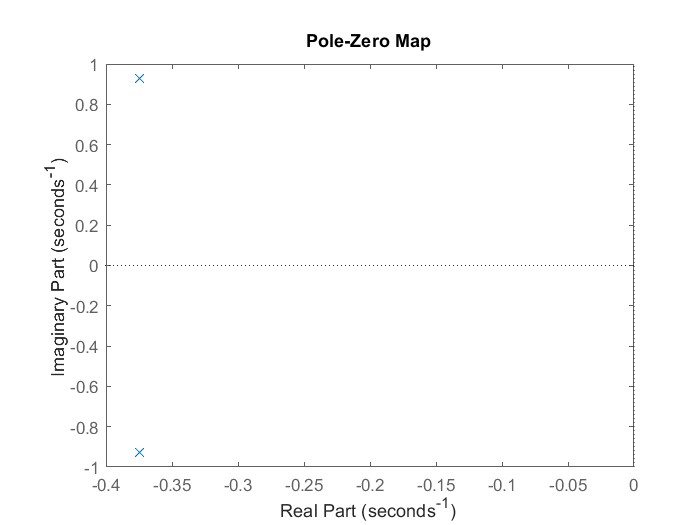 Pole-Zero Map
1
0.8
0.6
0.4
0.2
0
-0.2
-0.4
-0.6
-0.8
-1
Imaginary Part (seconds-1)
-0.4 -0.35 -0.3 -0.25 -0.2 -0.15 -0.1 -0.05 0
Real Part (seconds-1)